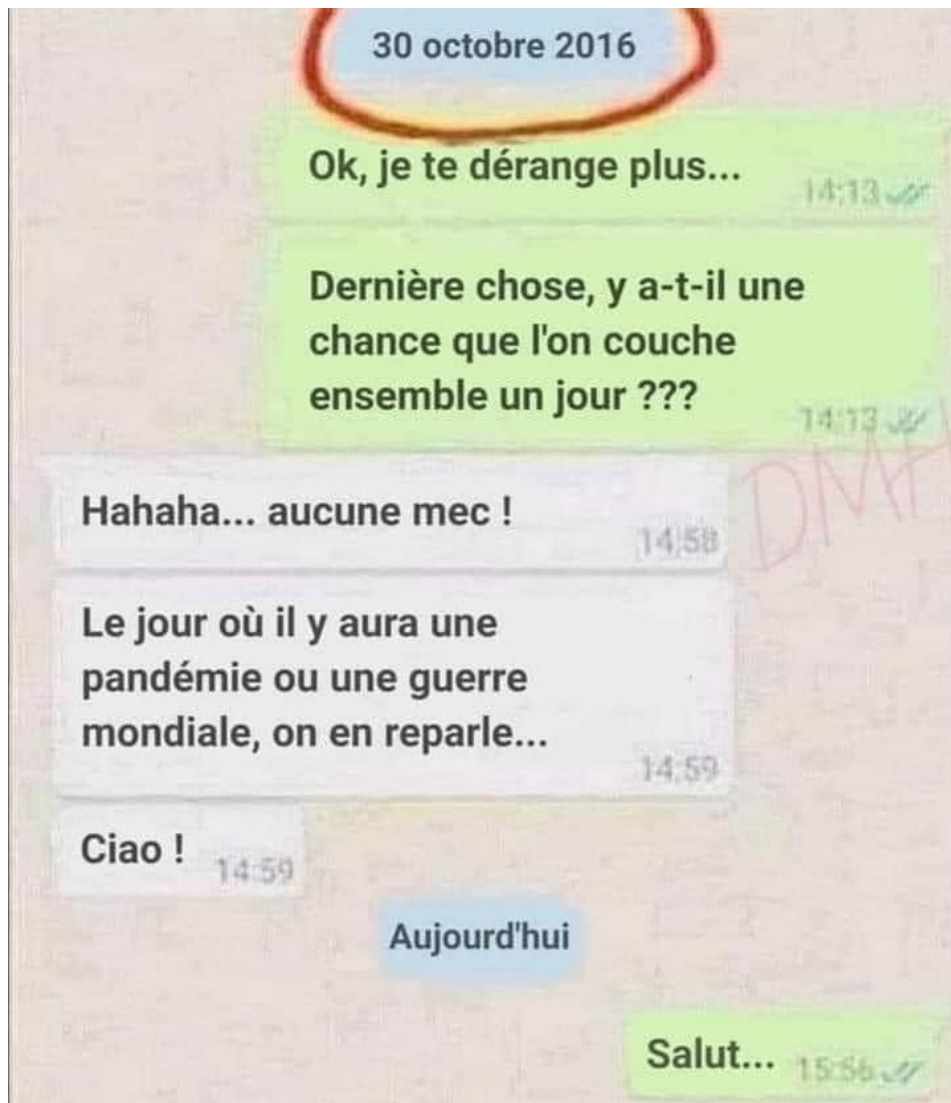 30 octobre 2016
Ok, je te dérange plus...
14:13
Dernière chose, y a-t-il une
chance que l'on couche
ensemble un jour ???
14:13
Hahaha... aucune mec !
14:58
Le jour où il y aura une
pandémie ou une guerre
mondiale, on en reparle...
14:59
Ciao !
14:59
Aujourd'hui
Salut...
15:56